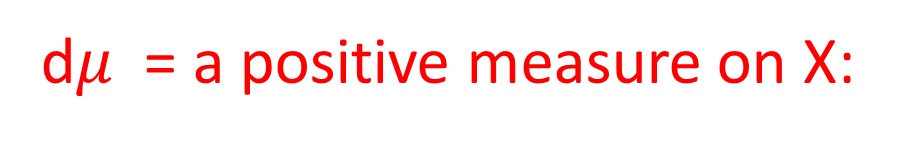 d𝜇 = a positive measure on X: